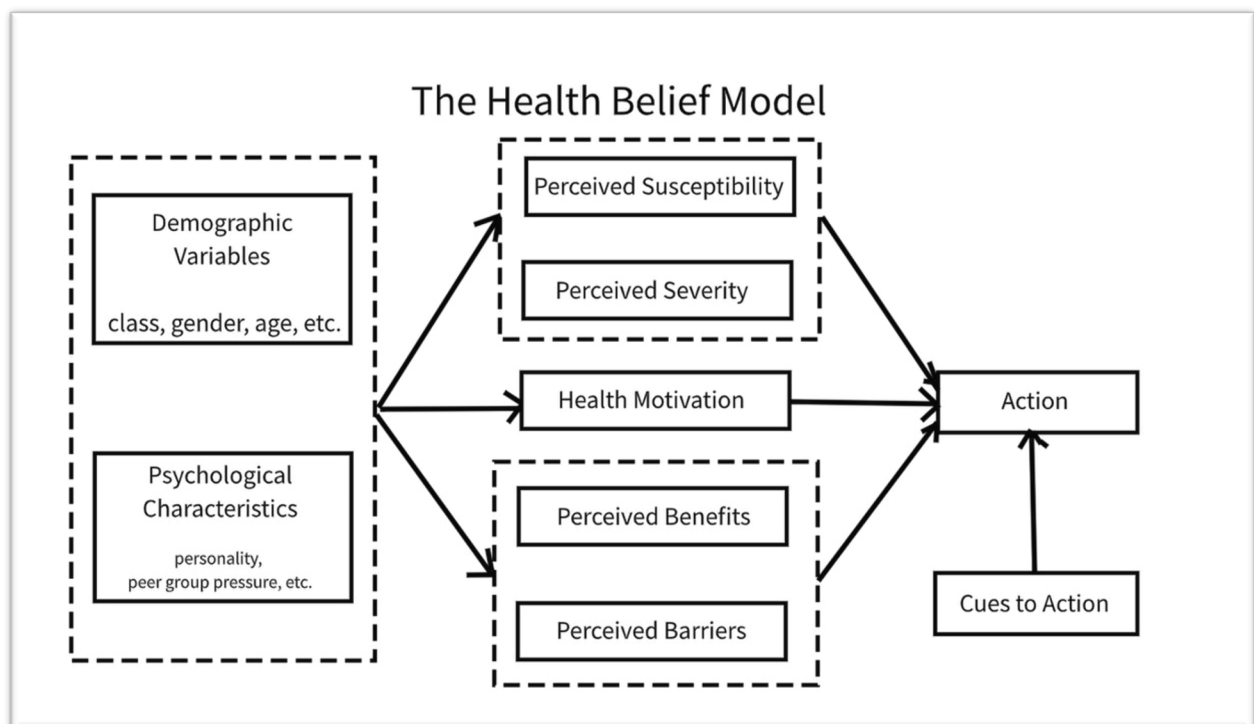 The Health Belief Model
Demographic
Variables
class, gender, age, etc.
Psychological
Characteristics
personality,
peer group pressure, etc.
Perceived Susceptibility
Perceived Severity
Health Motivation
Perceived Benefits
Perceived Barriers
Action
Cues to Action